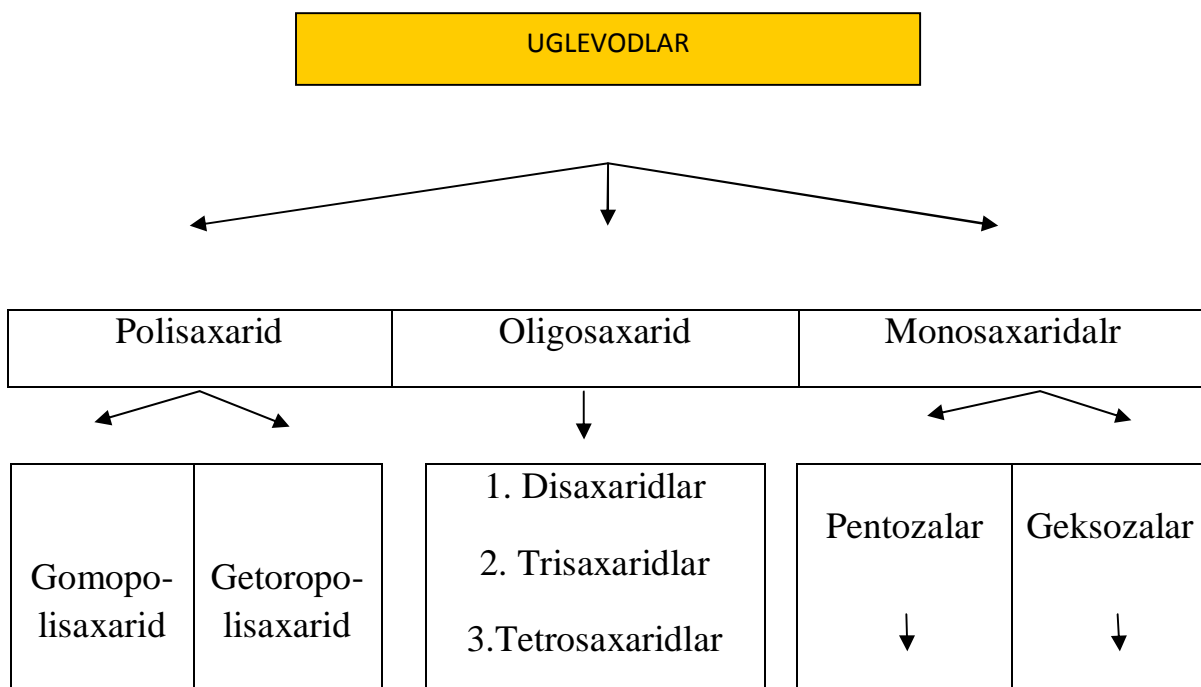 UGLEVODLAR
Polisaxarid
Oligosaxarid
Monosaxaridalr
Gomopo-
lisaxarid
Getoropo-
lisaxarid
1. Disaxaridlar
2. Trisaxaridlar
3.Tetrosaxaridlar
Pentozalar
Geksozalar